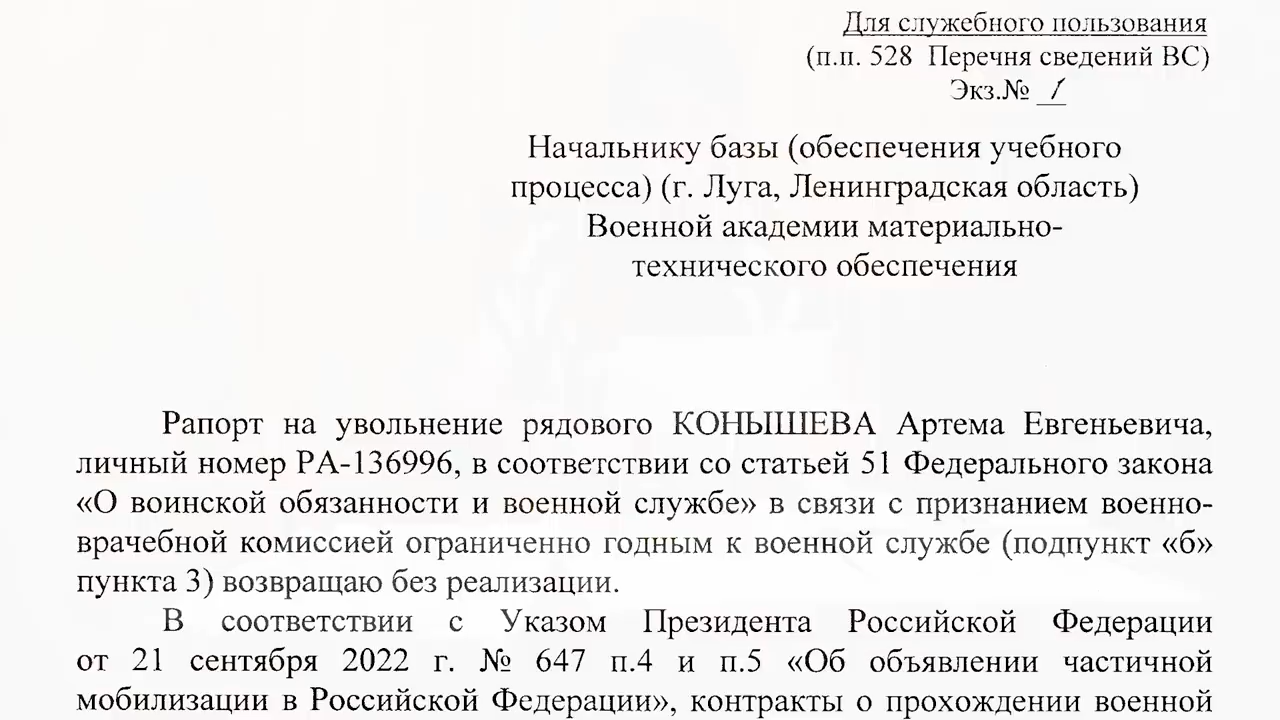 Для служебного пользования
(п.п. 528 Перечня сведений ВС)
Экз.№ 1
Начальнику базы (обеспечения учебного
процесса) (г. Луга, Ленинградская область)
Военной академии материально-
технического обеспечения
Рапорт на увольнение рядового КОНЫШЕВА Артема Евгеньевича,
личный номер РА-136996, в соответствии со статьей 51 Федерального закона
«О воинской обязанности и военной службе» в связи с признанием военно-
врачебной комиссией ограниченно годным к военной службе (подпункт «б»
пункта 3) возвращаю без реализации.
В соответствии с Указом Президента Российской Федерации
от 21 сентября 2022 г. № 647 п.4 и п.5 «Об объявлении частичной
мобилизации в Российской Федерации», контракты о прохождении военной